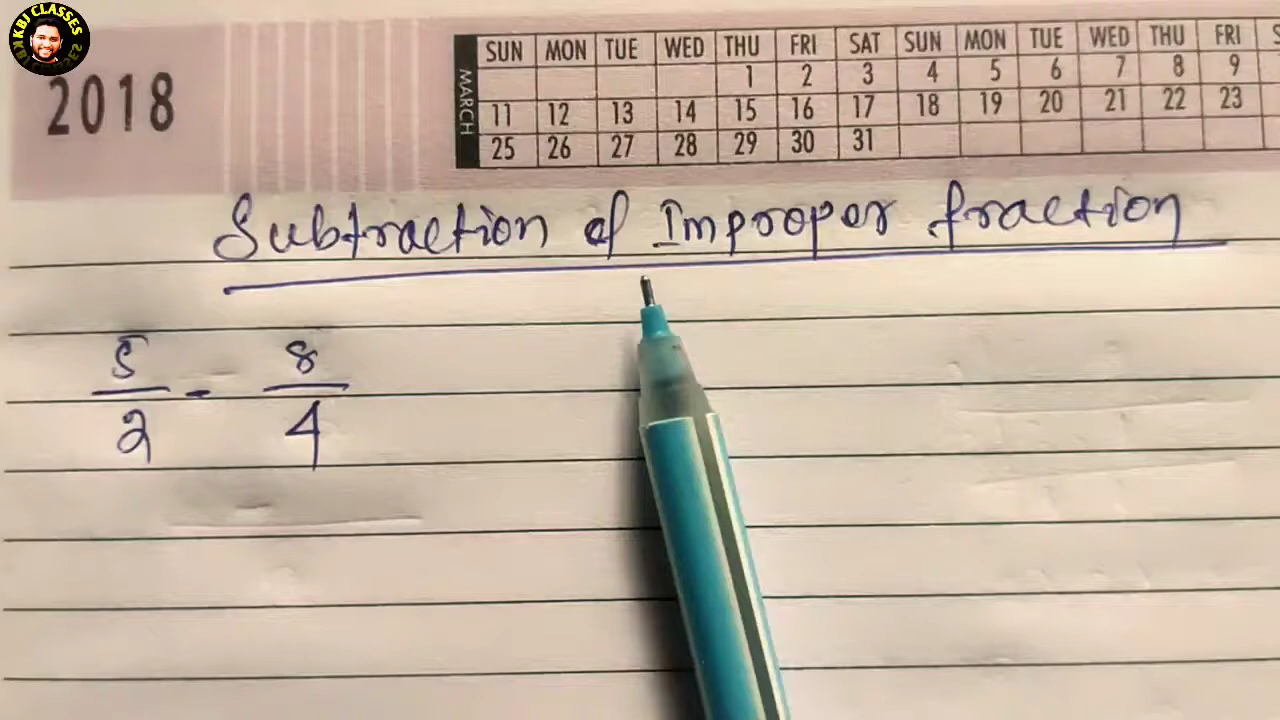 KBJ CLASSES
2018
MARCH
SUN MON TUE WED THU FRI SAT SUN MON TUE WED THU FRI S
1 2 3 4 5 6 7 8 9
11 12 13 14 15 16 17 18 19 20 21 22 23
25 26 27 28 29 30 31
Subtraction of Improper fraction
5/2 - 8/4